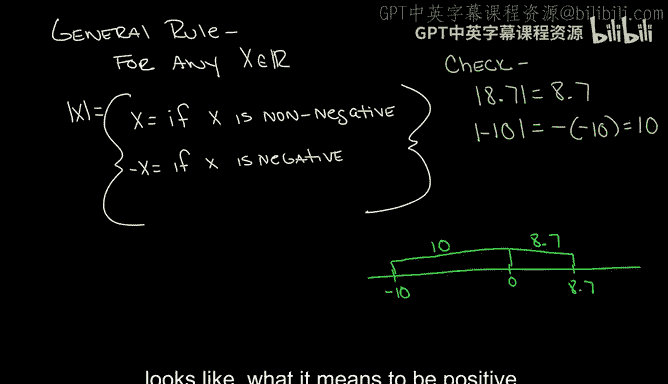 GPT中英字幕课程资源@bilibili.com
GPT中英字幕课程资源 bilibili
GENERAL RULE-
FOR ANY X∈ℝ
|x|=
X= if x is NON-Negative
-X= if x is NEGATIVE
CHECK-
|8.7|= 8.7
|-10|= -(-10)=10
10 8.7
-10 0 8.7
looks like, what it means to be positive